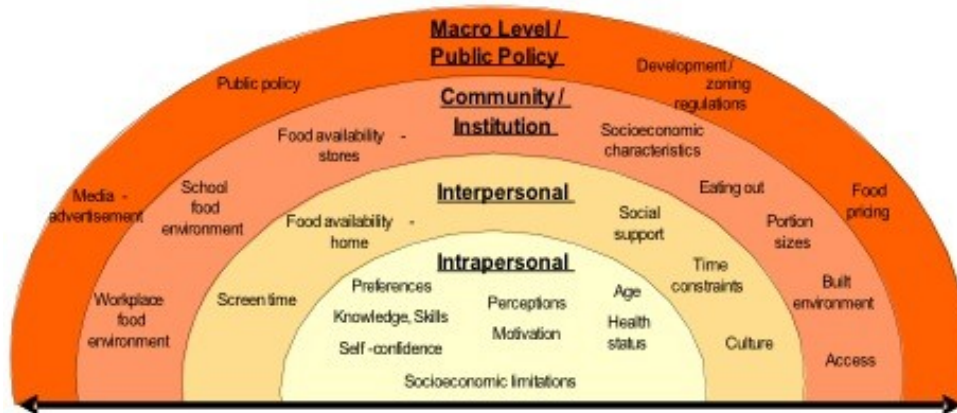 Macro Level /
Public Policy
Public policy
Development /
zoning
regulations
Media -
advertisement
Food
pricing
Community /
Institution
Food availability -
stores
Socioeconomic
characteristics
School
food
environment
Eating out
Portion
sizes
Workplace
food
environment
Built
environment
Access
Interpersonal
Food availability -
home
Social
support
Screen time
Time
constraints
Culture
Intrapersonal
Preferences
Knowledge, Skills
Self -confidence
Perceptions
Motivation
Age
Health
status
Socioeconomic limitations